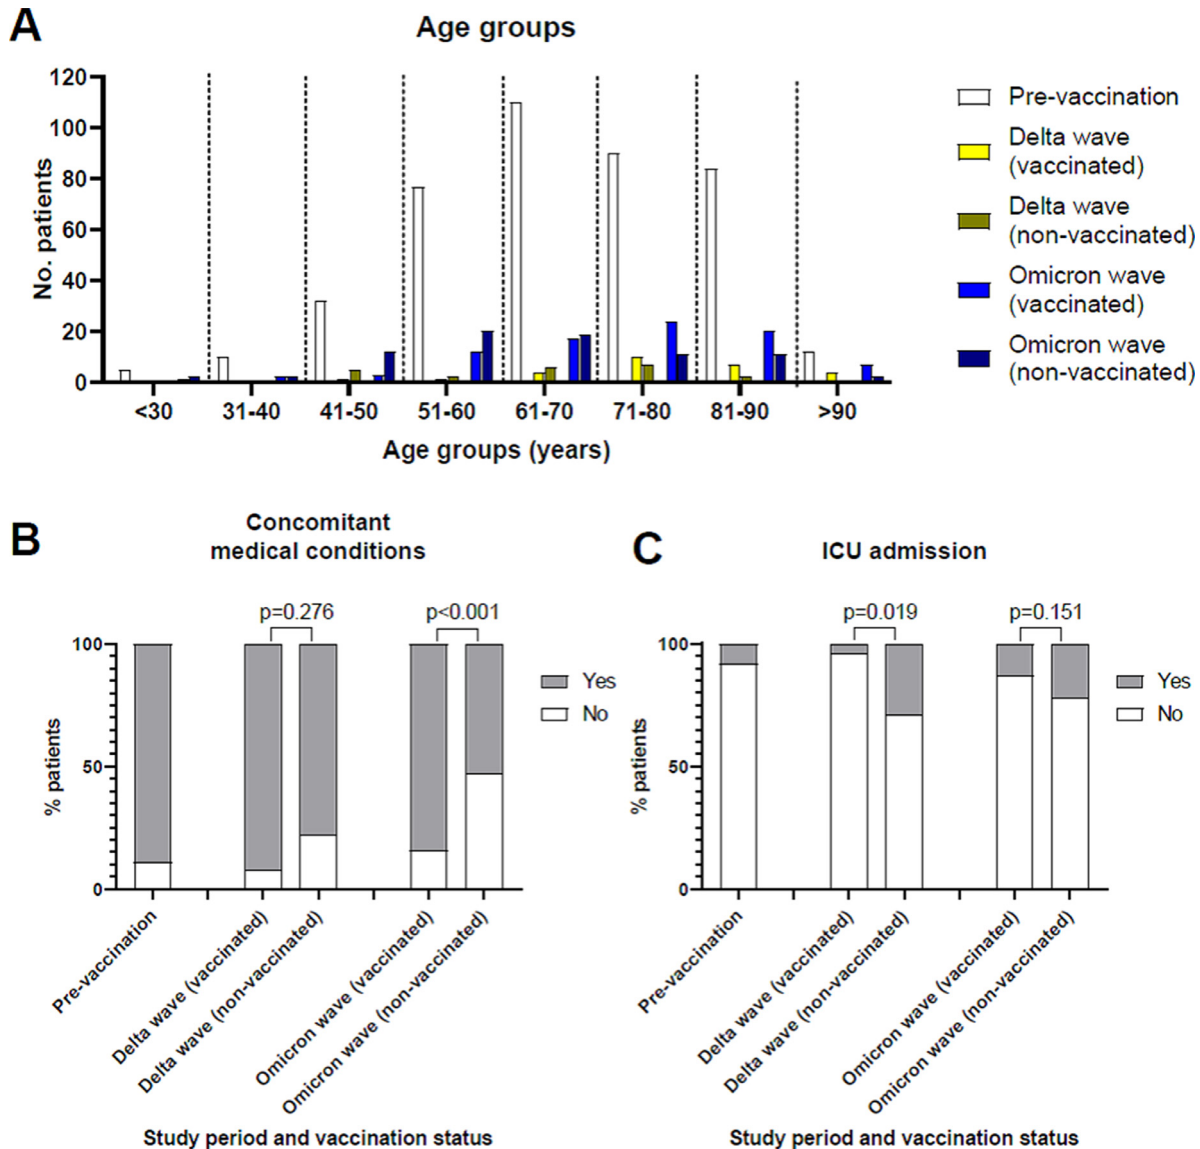 A
Age groups
No. patients
120
100
80
60
40
20
0
<30
31-40
41-50
51-60
61-70
71-80
81-90
>90
Age groups (years)
Pre-vaccination
Delta wave
(vaccinated)
Delta wave
(non-vaccinated)
Omicron wave
(vaccinated)
Omicron wave
(non-vaccinated)
B
Concomitant
medical conditions
p=0.276
p<0.001
% patients
100
50
0
Yes
No
Pre-vaccination
Delta wave (vaccinated)
Delta wave (non-vaccinated)
Omicron wave (vaccinated)
Omicron wave (non-vaccinated)
Study period and vaccination status
C
ICU admission
p=0.019
p=0.151
% patients
100
50
0
Yes
No
Pre-vaccination
Delta wave (vaccinated)
Delta wave (non-vaccinated)
Omicron wave (vaccinated)
Omicron wave (non-vaccinated)
Study period and vaccination status